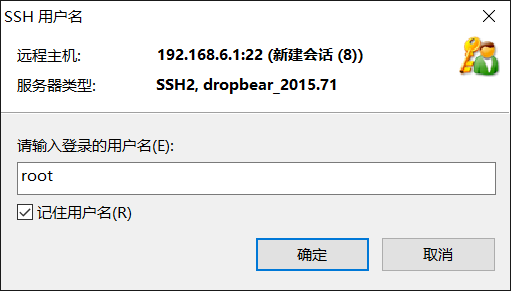 SSH 用户名
远程主机: 192.168.6.1:22 (新建会话 (8))
服务器类型: SSH2, dropbear_2015.71
请输入登录的用户名(E):
root
记住用户名(R)
确定 取消